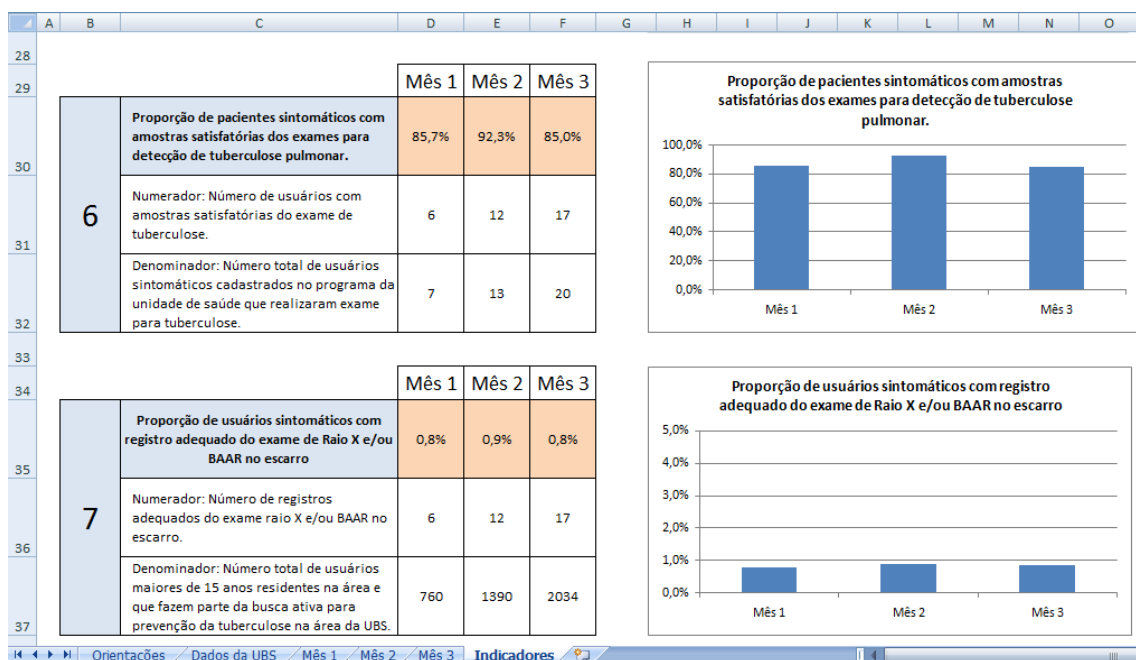 A B C D E F G H I J K L M N O
28
29
Mês 1 Mês 2 Mês 3
30
Proporção de pacientes sintomáticos com
amostras satisfatórias dos exames para
detecção de tuberculose pulmonar.
85,7% 92,3% 85,0%
6
31
Numerador: Número de usuários com
amostras satisfatórias do exame de
tuberculose.
6 12 17
32
Denominador: Número total de usuários
sintomáticos cadastrados no programa da
unidade de saúde que realizaram exame
para tuberculose.
7 13 20
Proporção de pacientes sintomáticos com amostras
satisfatórias dos exames para detecção de tuberculose
pulmonar.
100,0%
80,0%
60,0%
40,0%
20,0%
0,0%
Mês 1 Mês 2 Mês 3
33
34
Mês 1 Mês 2 Mês 3
35
Proporção de usuários sintomáticos com
registro adequado do exame de Raio X e/ou
BAAR no escarro
0,8% 0,9% 0,8%
7
36
Numerador: Número de registros
adequados do exame raio X e/ou BAAR no
escarro.
6 12 17
37
Denominador: Número total de usuários
maiores de 15 anos residentes na área e
que fazem parte da busca ativa para
prevenção da tuberculose na área da UBS.
760 1390 2034
Proporção de usuários sintomáticos com registro
adequado do exame de Raio X e/ou BAAR no escarro
5,0%
4,0%
3,0%
2,0%
1,0%
0,0%
Mês 1 Mês 2 Mês 3
Orientações Dados da UBS Mês 1 Mês 2 Mês 3 Indicadores